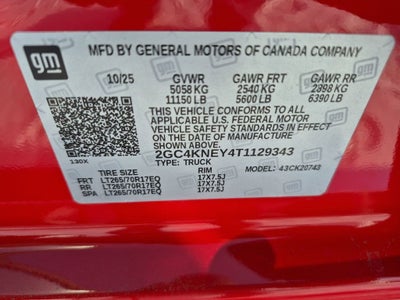 gm
MFD BY GENERAL MOTORS OF CANADA COMPANY
10/25 GVWR GAWR FRT GAWR RR
5058 KG 2540 KG 2898 KG
11150 LB 5600 LB 6390 LB
THIS VEHICLE CONFORMS TO ALL
APPLICABLE U.S. FEDERAL MOTOR
VEHICLE SAFETY STANDARDS IN EFFECT ON
THE DATE OF MANUFACTURE
SHOWN ABOVE.
2GC4KNEY4T1129343
130X TYPE: TRUCK
TIRE SIZE RIM 43CK20743
FRT LT265/70R17EQ 17X7.5J
RR LT265/70R17EQ 17X7.5J
SPA LT265/70R17EQ 17X7.5J